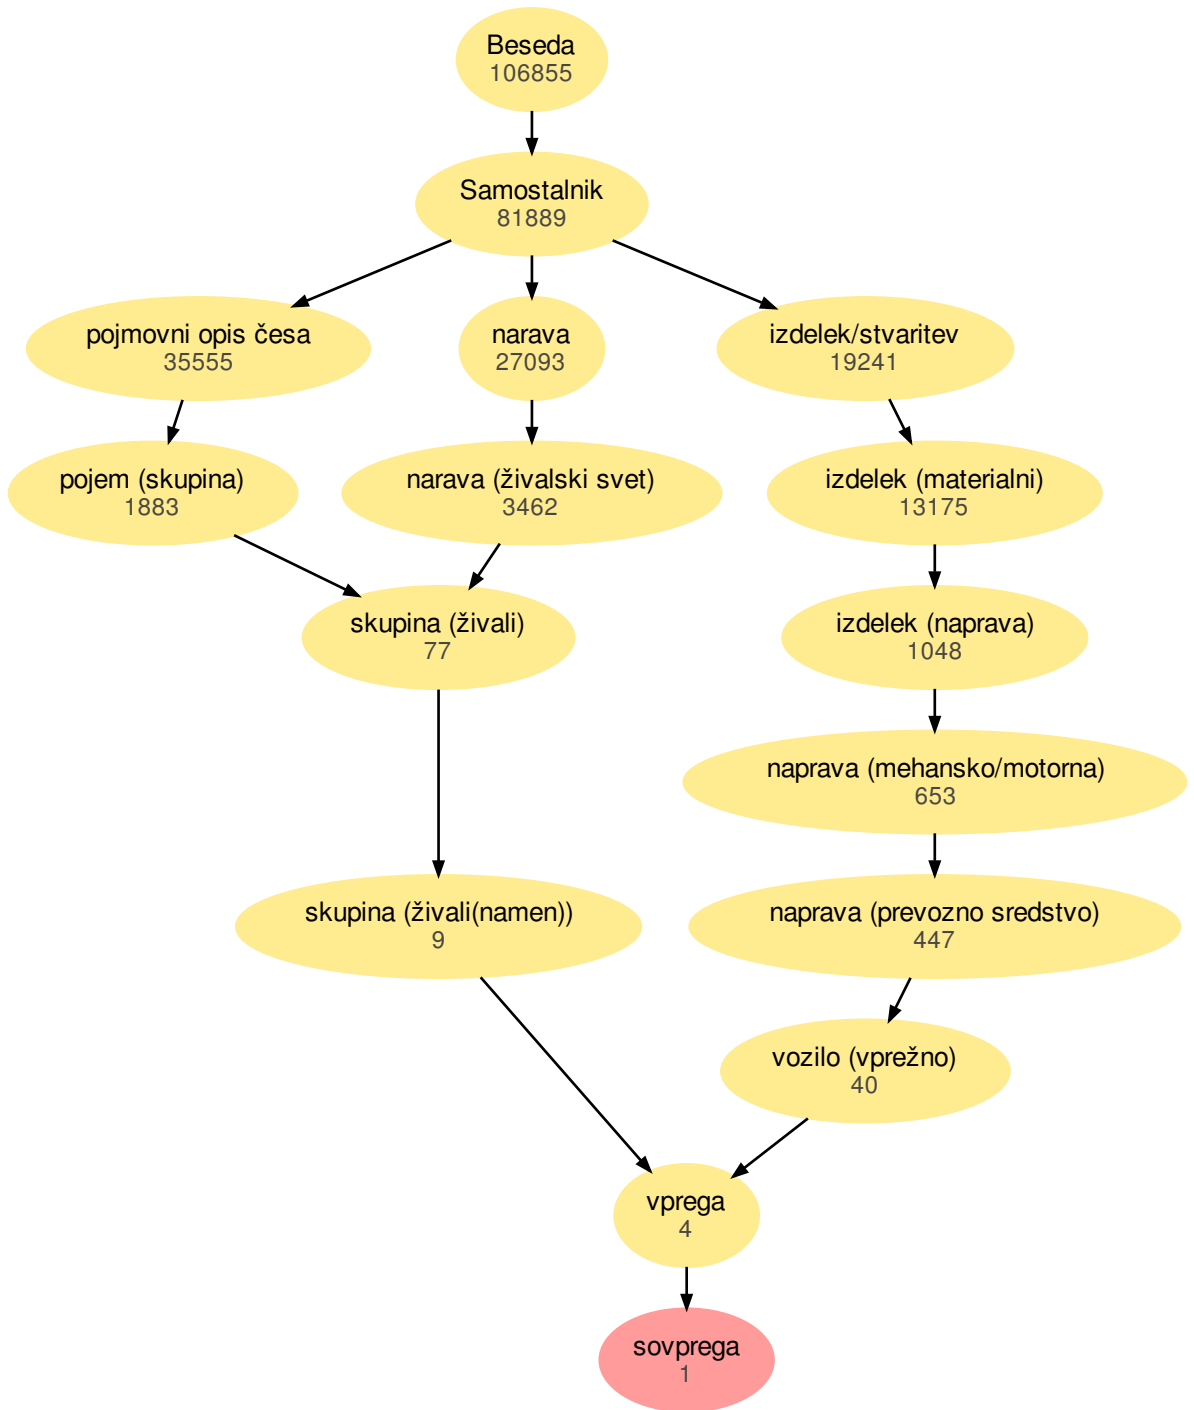 Beseda
106855
Samostalnik
81889
pojmovni opis česa
35555
narava
27093
izdelek/stvaritev
19241
pojem (skupina)
1883
narava (živalski svet)
3462
izdelek (materialni)
13175
skupina (živali)
77
izdelek (naprava)
1048
naprava (mehansko/motorna)
653
skupina (živali(namen))
9
naprava (prevozno sredstvo)
447
vozilo (vprežno)
40
vprega
4
sovprega
1